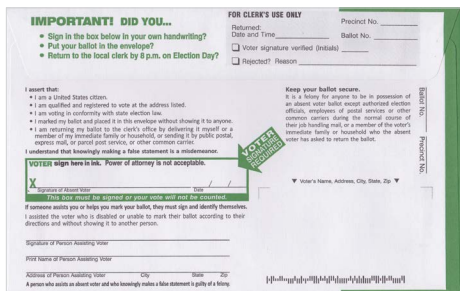 IMPORTANT! DID YOU...
• Sign in the box below in your own handwriting?
• Put your ballot in the envelope?
• Return to the local clerk by 8 p.m. on Election Day?
FOR CLERK'S USE ONLY
Returned:
Date and Time
Precinct No.
Ballot No.
Voter signature verified (initials)
Rejected? Reason
I assert that:
• I am a United States citizen.
• I am qualified and registered to vote at the address listed.
• I am voting in conformity with state election law.
• I marked my ballot and placed it in this envelope without showing it to anyone.
• I am returning my ballot to the clerk's office by delivering it myself or a
member of my immediate family or household, or sending it by public postal,
express mail, or parcel post service, or other common carrier.
I understand that knowingly making a false statement is a misdemeanor.
VOTER sign here in ink. Power of attorney is not acceptable.
X
Signature of Absent Voter
/ /
Date
This box must be signed or your vote will not be counted.
VOTER SIGNATURE REQUIRED
If someone assists you or helps you mark your ballot, they must sign and identify themselves.
I assisted the voter who is disabled or unable to mark their ballot according to their
directions and without showing it to another person.
Signature of Person Assisting Voter
Print Name of Person Assisting Voter
Address of Person Assisting Voter City State Zip
A person who assists an absent voter and who knowingly makes a false statement is guilty of a felony.
Keep your ballot secure.
It is a felony for anyone to be in possession of
an absent voter ballot except authorized election
officials, employees of postal services or other
common carriers during the normal course of
their job handling mail, or a member of the voter's
immediate family or household who the absent
voter has asked to return the ballot.
Ballot No.
Precinct No.
▼ Voter's Name, Address, City, State, Zip ▼